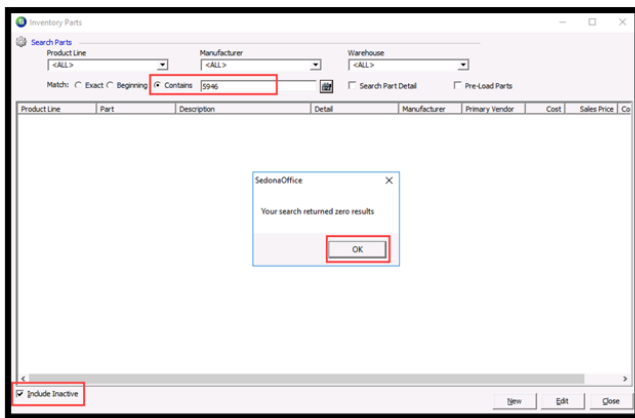 Inventory Parts
Search Parts
Product Line Manufacturer Warehouse
<ALL> <ALL> <ALL>
Match: Exact Beginning Contains 5946 Search Part Detail Pre-Load Parts
Product Line Part Description Detail Manufacturer Primary Vendor Cost Sales Price Co
SedonaOffice
Your search returned zero results
OK
Include Inactive
New Edit Close